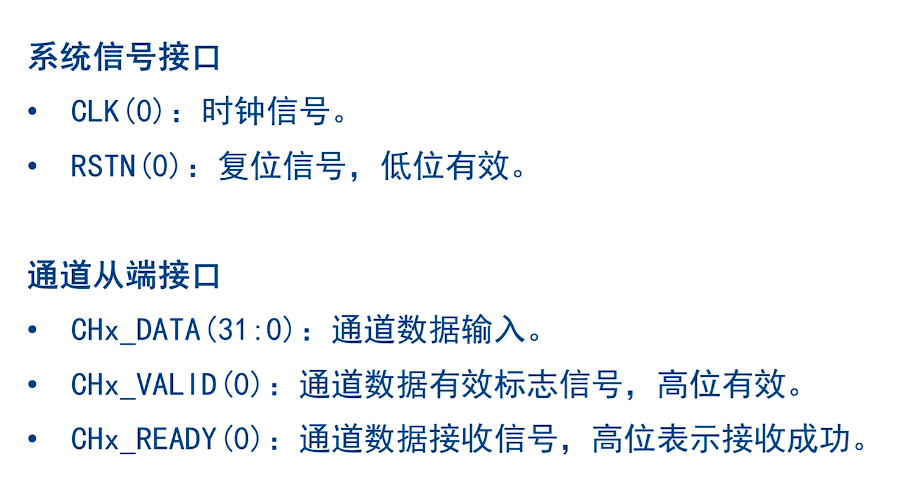 系统信号接口
• CLK(0)：时钟信号。
• RSTN(0)：复位信号，低位有效。
通道从端接口
• CHx_DATA(31:0)：通道数据输入。
• CHx_VALID(0)：通道数据有效标志信号，高位有效。
• CHx_READY(0)：通道数据接收信号，高位表示接收成功。